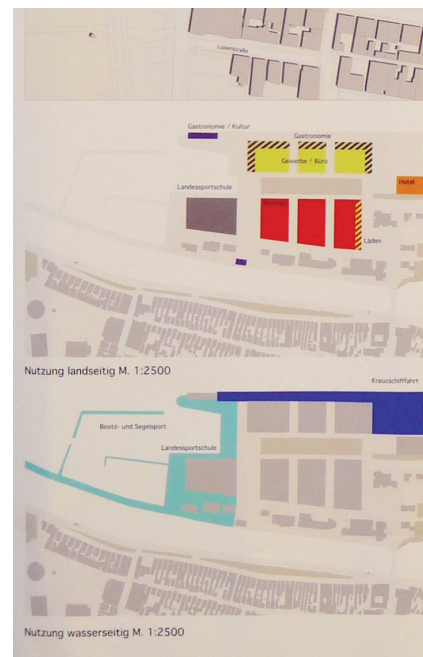 Luisenstraße
Gastronomie / Kultur
Gastronomie
Gewerbe / Büro
Landessportschule
Hotel
Läden
Nutzung landseitig M. 1:2500
Kreuzschifffahrt
Boots- und Segelsport
Landessportschule
Nutzung wasserseitig M. 1:2500